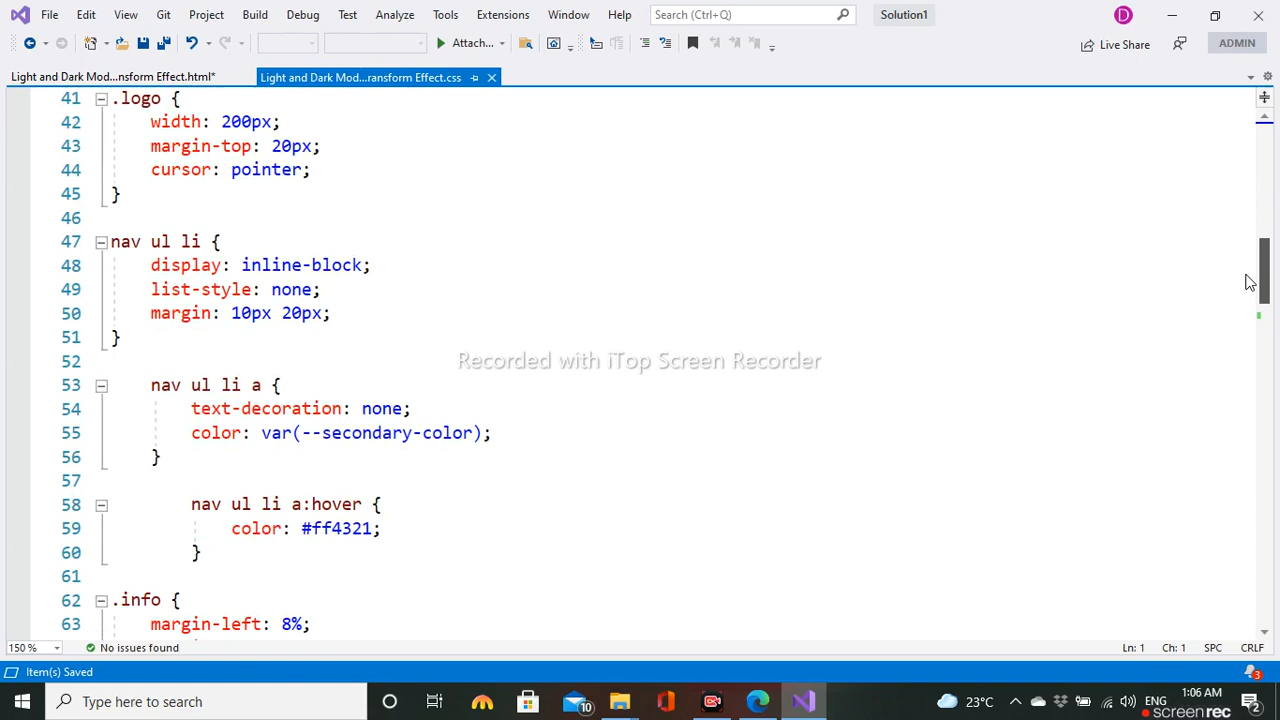 File Edit View Git Project Build Debug Test Analyze Tools Extensions Window Help Search (Ctrl+Q) Solution1 D
Attach... Live Share ADMIN
Light and Dark Mod...nsform Effect.html* Light and Dark Mod...ransform Effect.css
41 .logo {
42 width: 200px;
43 margin-top: 20px;
44 cursor: pointer;
45 }
46
47 nav ul li {
48 display: inline-block;
49 list-style: none;
50 margin: 10px 20px;
51 }
52
Recorded with iTop Screen Recorder
53 nav ul li a {
54 text-decoration: none;
55 color: var(--secondary-color);
56 }
57
58 nav ul li a:hover {
59 color: #ff4321;
60 }
61
62 .info {
63 margin-left: 8%;
150 % No issues found Ln: 1 Ch: 1 SPC CRLF
Item(s) Saved 3
Type here to search 10 23°C ENG 1:06 AM 2
screenrec